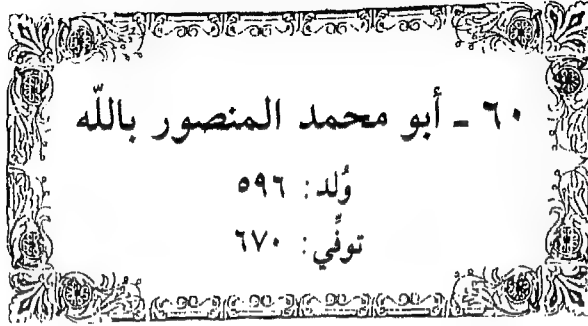 ٦٠ ـ أبو محمد المنصور بالله
وُلد: ٥٩٦
توفِّي: ٦٧٠